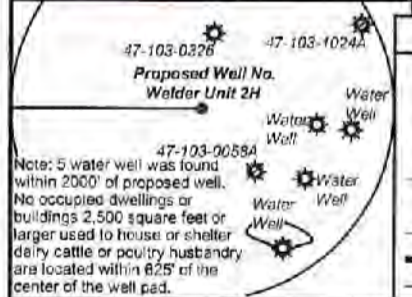 47-103-0326
47-103-1024A
Proposed Well No.
Welder Unit 2H
Water
Well
Water
Well
47-103-0058A
Water
Well
Water
Well
Note: 5 water well was found
within 2000' of proposed well.
No occupied dwellings or
buildings 2,500 square feet or
larger used to house or shelter
dairy cattle or poultry husbandry
are located within 625' of the
center of the well pad.